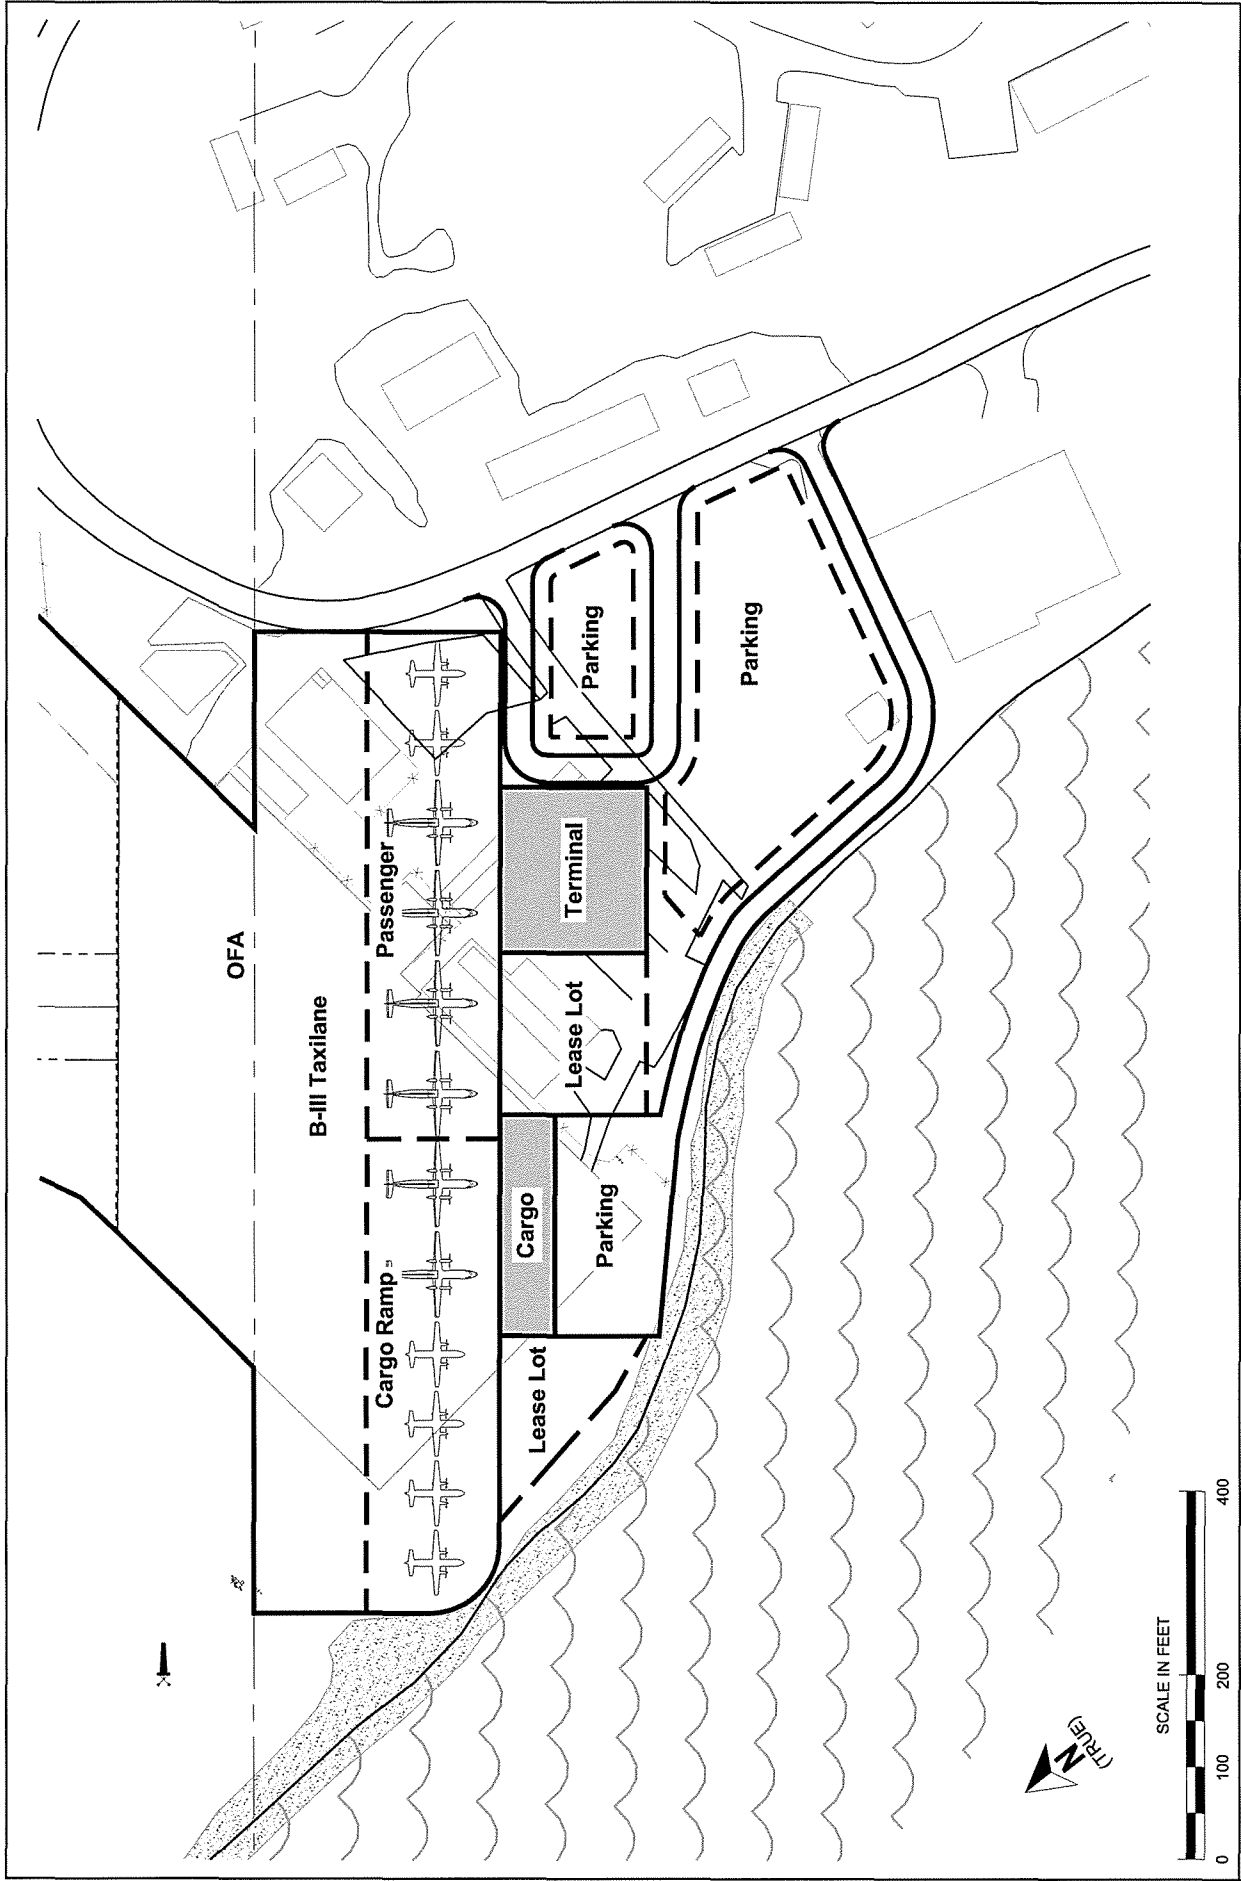 OFA
B-III Taxilane
Cargo Ramp
Passenger
Lease Lot
Cargo
Parking
Lease Lot
Terminal
Parking
Parking
N
(TRUE)
SCALE IN FEET
0 100 200 400